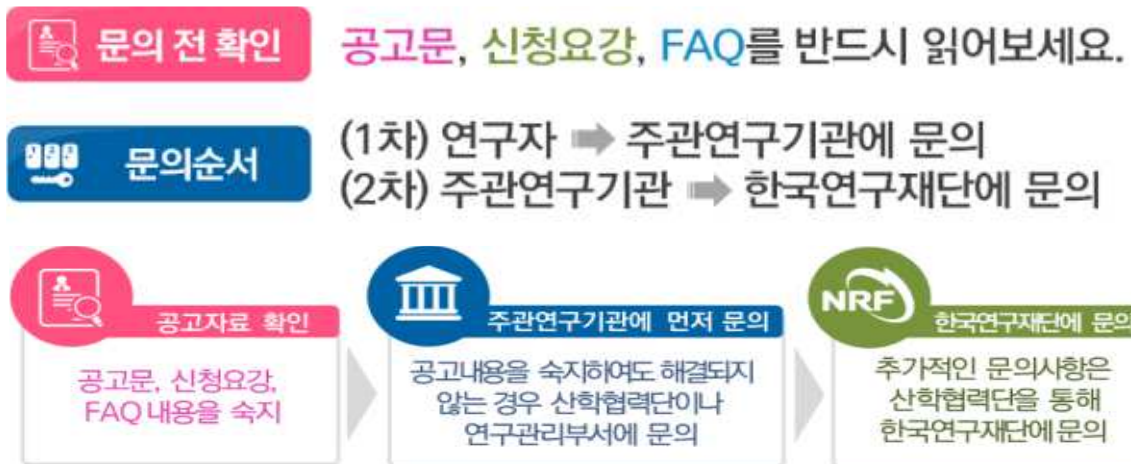 문의 전 확인
공고문, 신청요강, FAQ를 반드시 읽어보세요.
문의순서
(1차) 연구자 ➡ 주관연구기관에 문의
(2차) 주관연구기관 ➡ 한국연구재단에 문의
공고자료 확인
공고문, 신청요강,
FAQ 내용을 숙지
주관연구기관에 먼저 문의
공고내용을 숙지하여도 해결되지
않는 경우 산학협력단이나
연구관리부서에 문의
NRF
한국연구재단에 문의
추가적인 문의사항은
산학협력단을 통해
한국연구재단에 문의